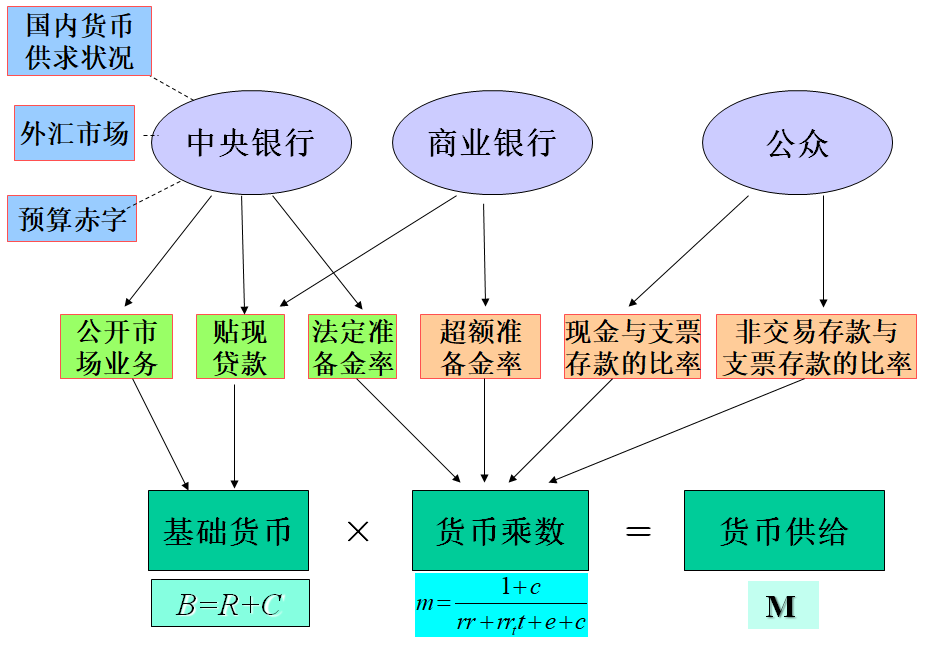 国内货币
供求状况
外汇市场
预算赤字
中央银行
商业银行
公众
公开市
场业务
贴现
贷款
法定准
备金率
超额准
备金率
现金与支票
存款的比率
非交易存款与
支票存款的比率
基础货币
×
货币乘数
=
货币供给
B=R+C
m=\frac{1+c}{rr+rr_t t+e+c}
M